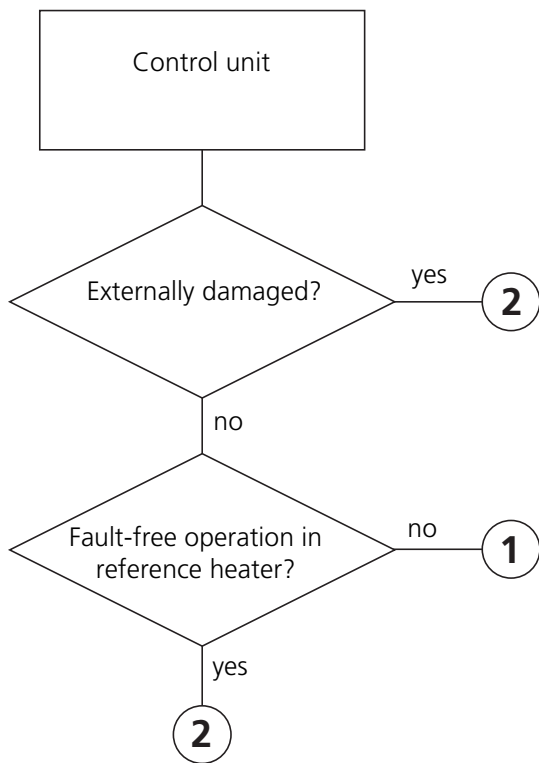 Control unit
Externally damaged?
yes
2
no
Fault-free operation in
reference heater?
no
1
yes
2